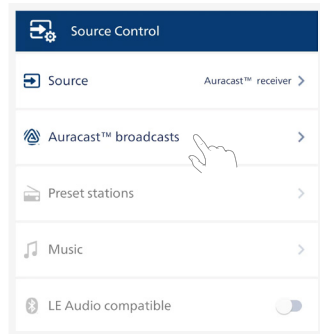 Source Control
Source Auracast™ receiver
Auracast™ broadcasts
Preset stations
Music
LE Audio compatible